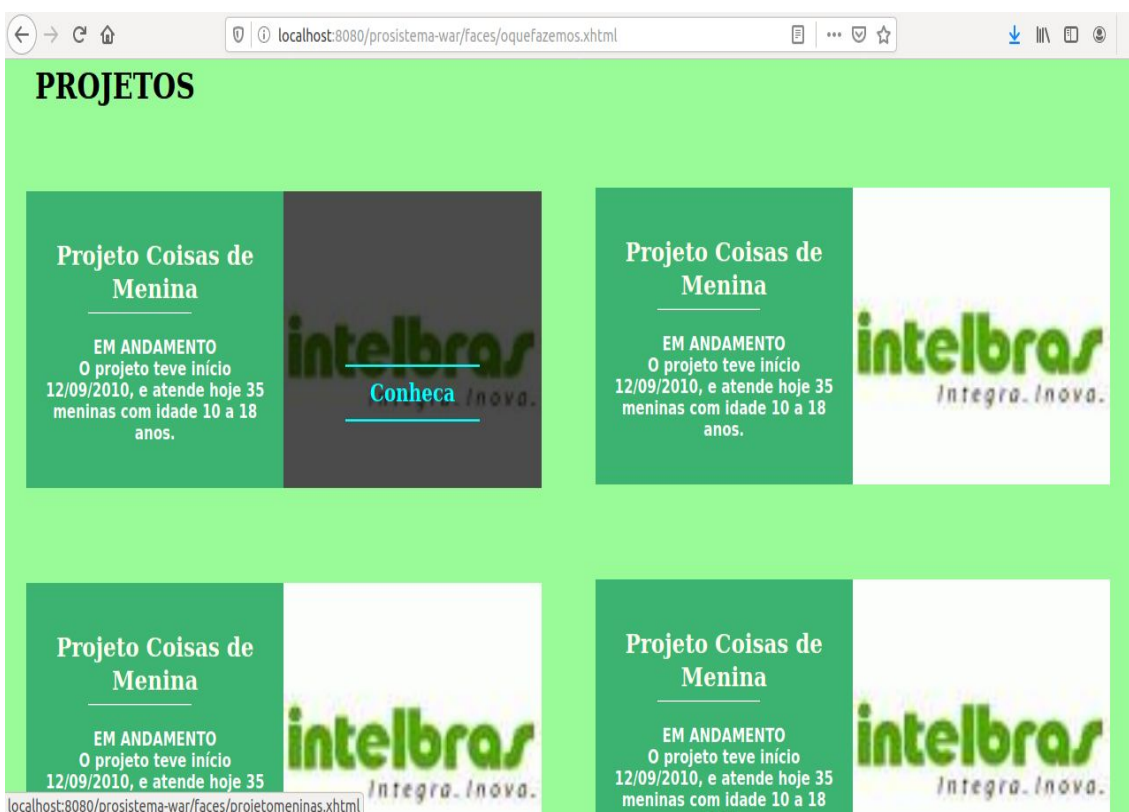 localhost:8080/prosistema-war/faces/oquefazemos.xhtml
PROJETOS
Projeto Coisas de
Menina
EM ANDAMENTO
O projeto teve início
12/09/2010, e atende hoje 35
meninas com idade 10 a 18
anos.
intelbras
Integra. Inova.
Conheca
Projeto Coisas de
Menina
EM ANDAMENTO
O projeto teve início
12/09/2010, e atende hoje 35
meninas com idade 10 a 18
anos.
intelbras
Integra. Inova.
Projeto Coisas de
Menina
EM ANDAMENTO
O projeto teve início
12/09/2010, e atende hoje 35
intelbras
Integra. Inova.
Projeto Coisas de
Menina
EM ANDAMENTO
O projeto teve início
12/09/2010, e atende hoje 35
meninas com idade 10 a 18
intelbras
Integra. Inova.
localhost:8080/prosistema-war/faces/projetomeninas.xhtml